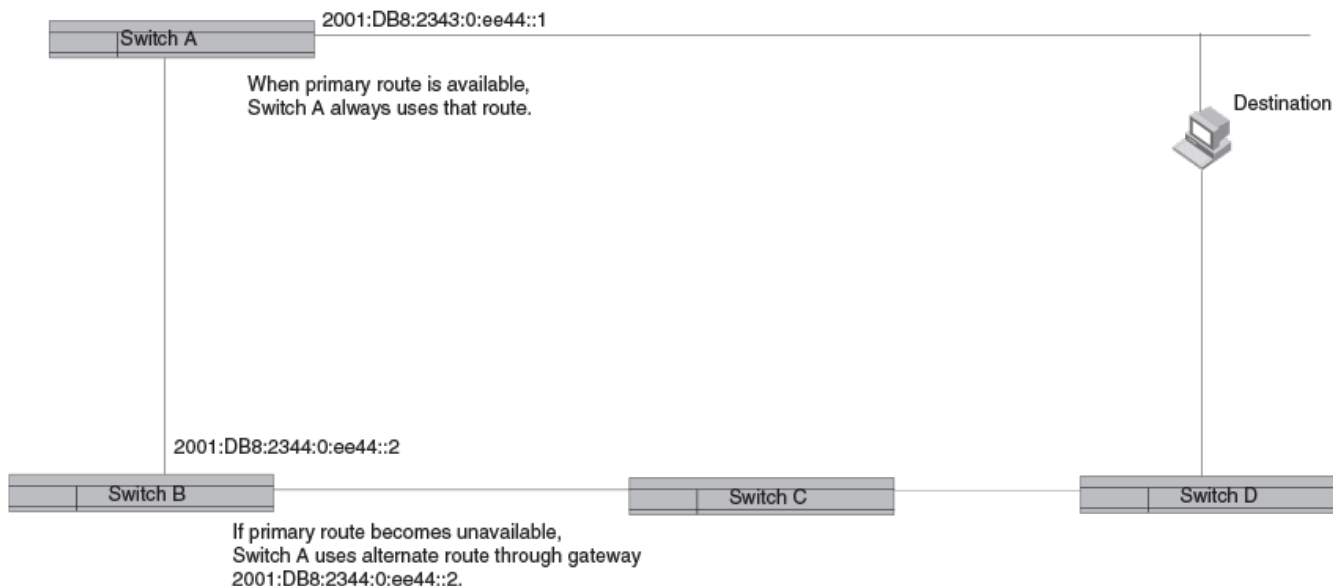 2001:DB8:2343:0:ee44::1
Switch A
When primary route is available,
Switch A always uses that route.
Destination
2001:DB8:2344:0:ee44::2
Switch B
Switch C
Switch D
If primary route becomes unavailable,
Switch A uses alternate route through gateway
2001:DB8:2344:0:ee44::2.